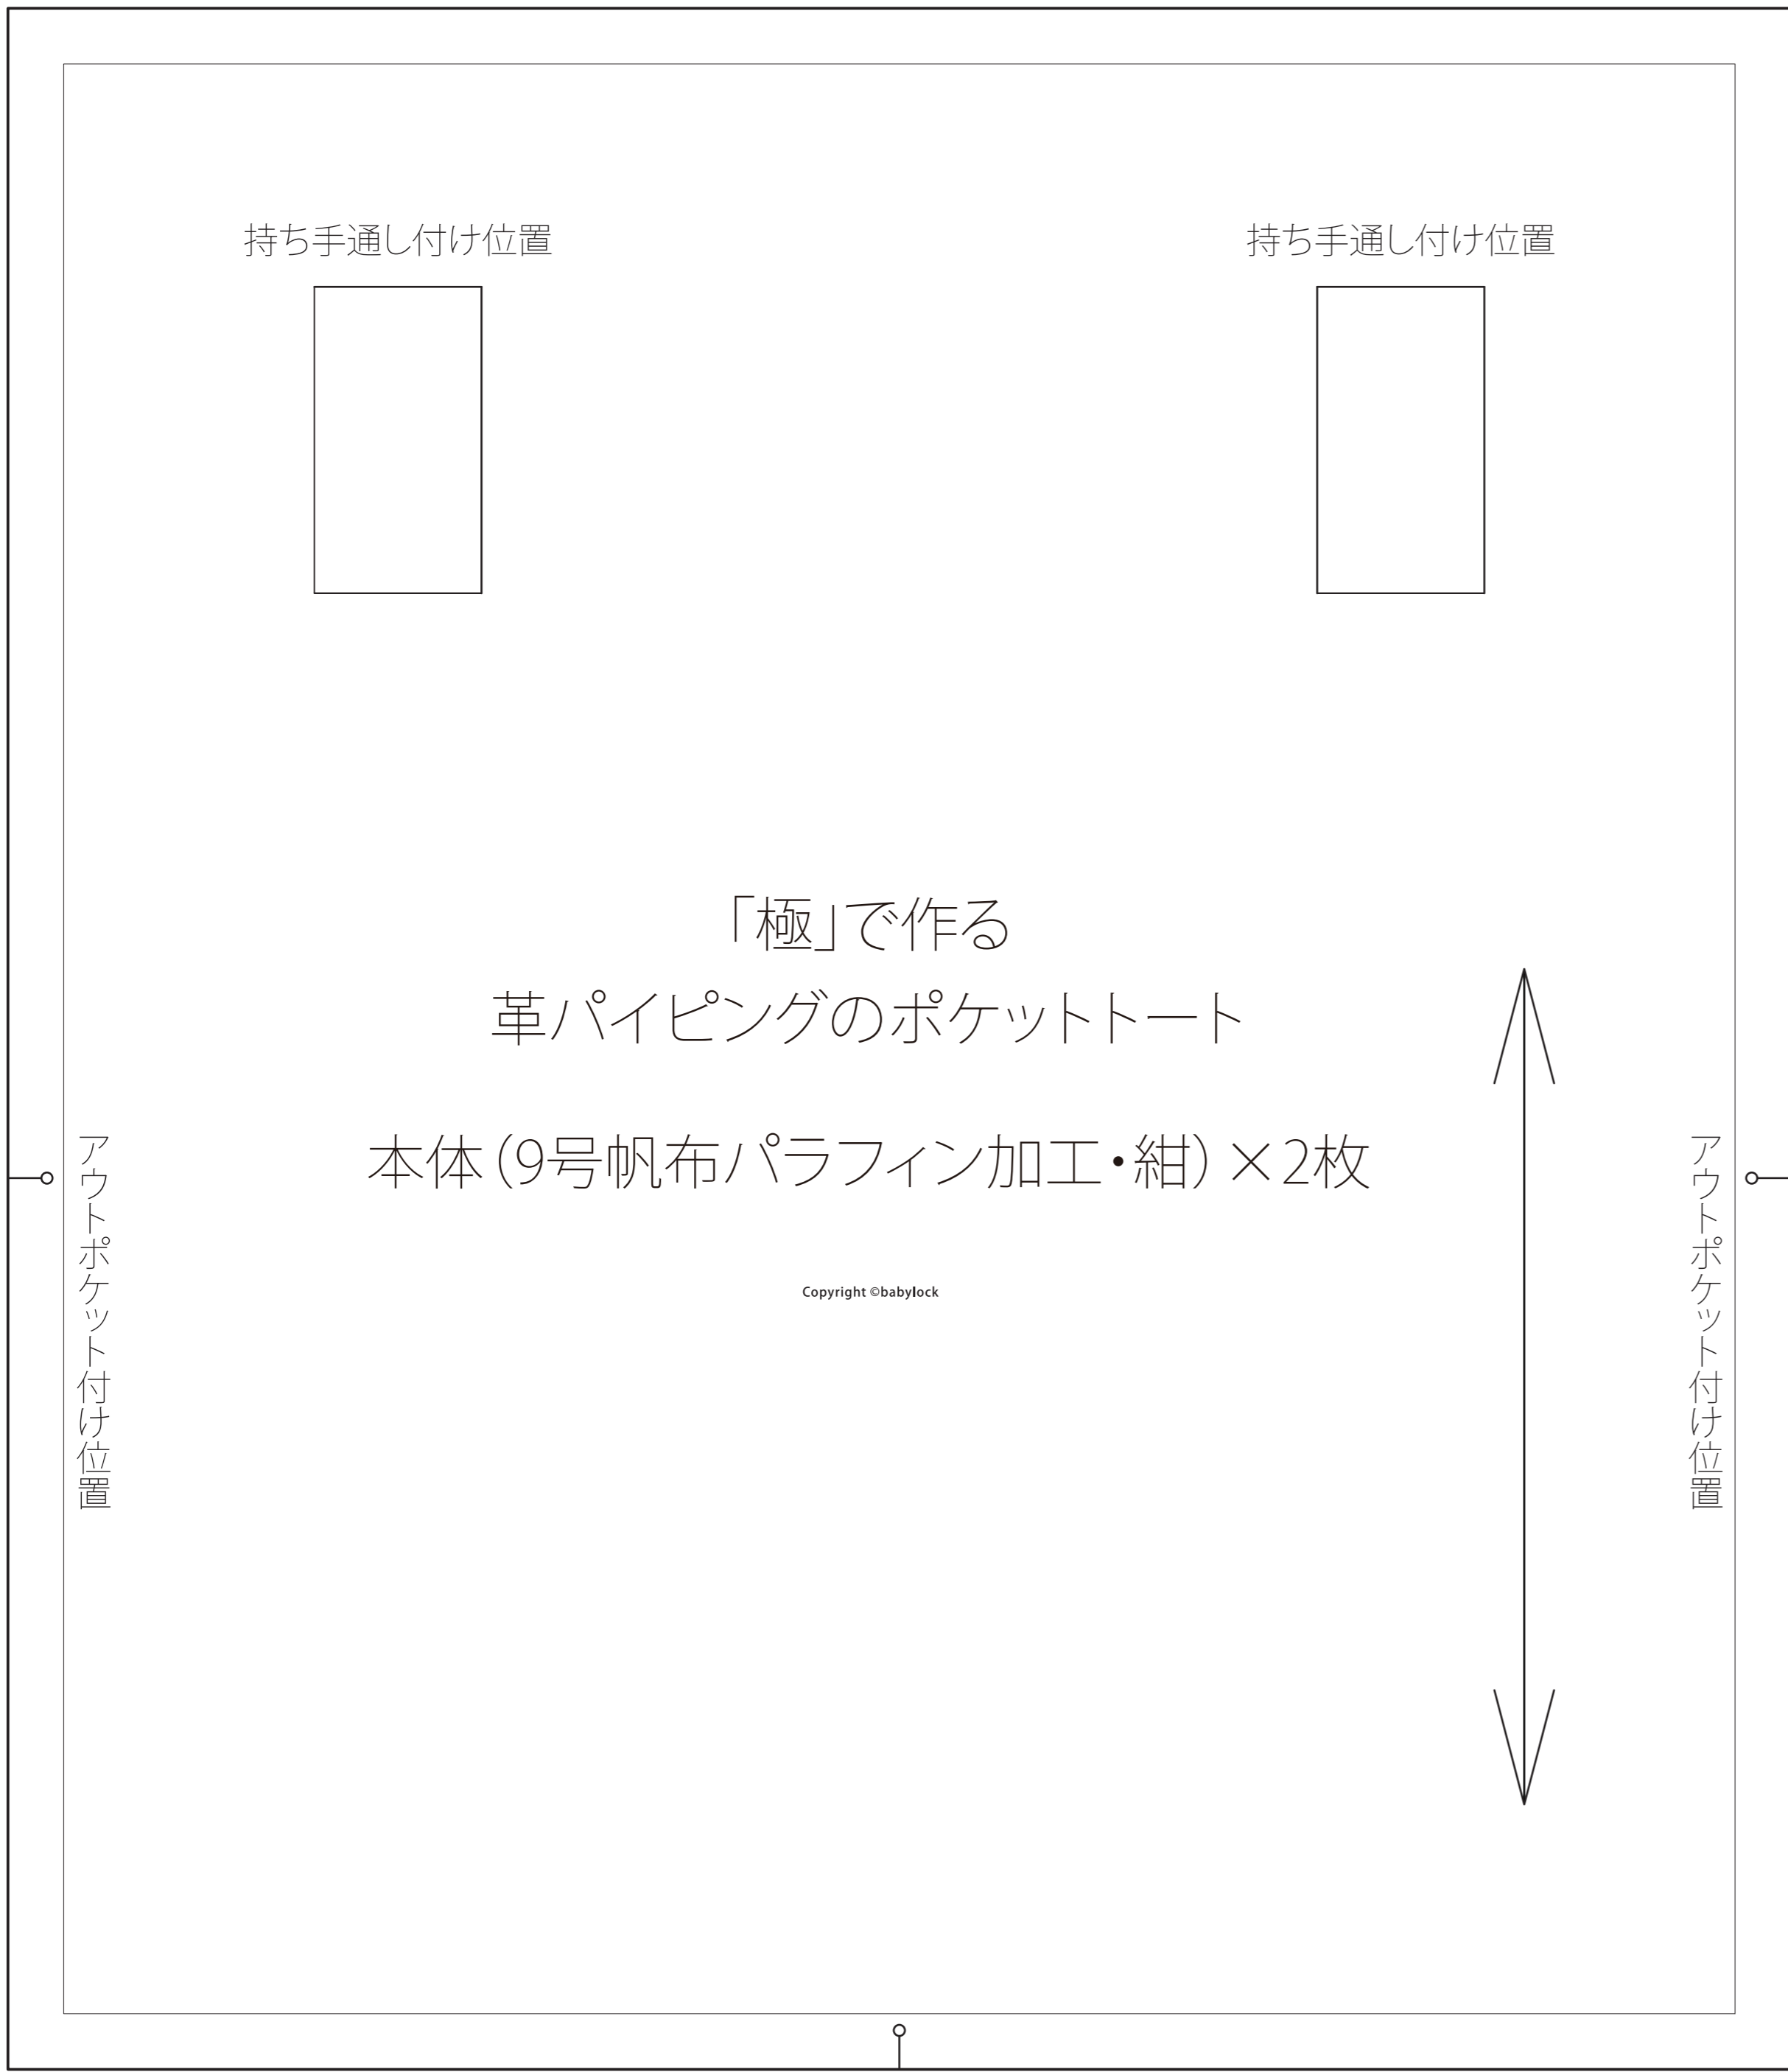 持ち手通し付け位置
持ち手通し付け位置
「極」で作る
革パイピングのポケットトート
本体(9号帆布パラフィン加工・紺)×2枚
アウトポケット付け位置
アウトポケット付け位置
Copyright ©babylock